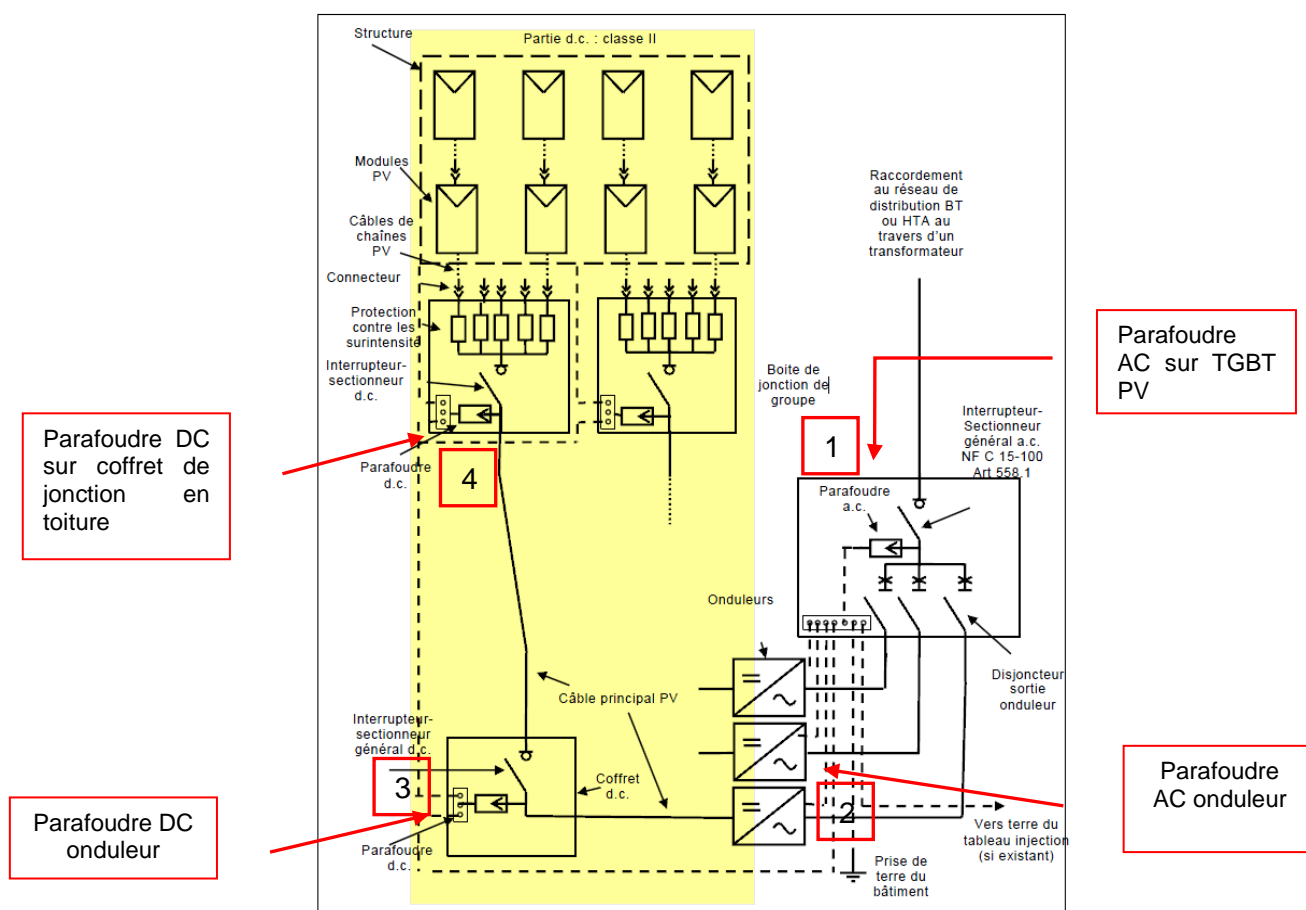 Structure
Partie d.c. : classe II
Modules
PV
Câbles de
chaînes
PV
Connecteur
Protection
contre les
surintensité
Interrupteur-
sectionneur
d.c.
Parafoudre
d.c.
4
Parafoudre DC
sur coffret de
jonction en
toiture
Raccordement
au réseau de
distribution BT
ou HTA au
travers d'un
transformateur
Parafoudre
AC sur TGBT
PV
Boite de
jonction de
groupe
1
Interrupteur-
Sectionneur
général a.c.
NF C 15-100
Art 558.1
Parafoudre
a.c.
Onduleurs
Disjoncteur
sortie
onduleur
Câble principal PV
Interrupteur-
sectionneur
général d.c.
3
Coffret
d.c.
Parafoudre
d.c.
Parafoudre DC
onduleur
2
Parafoudre
AC onduleur
Vers terre du
tableau injection
(si existant)
Prise de
terre du
bâtiment